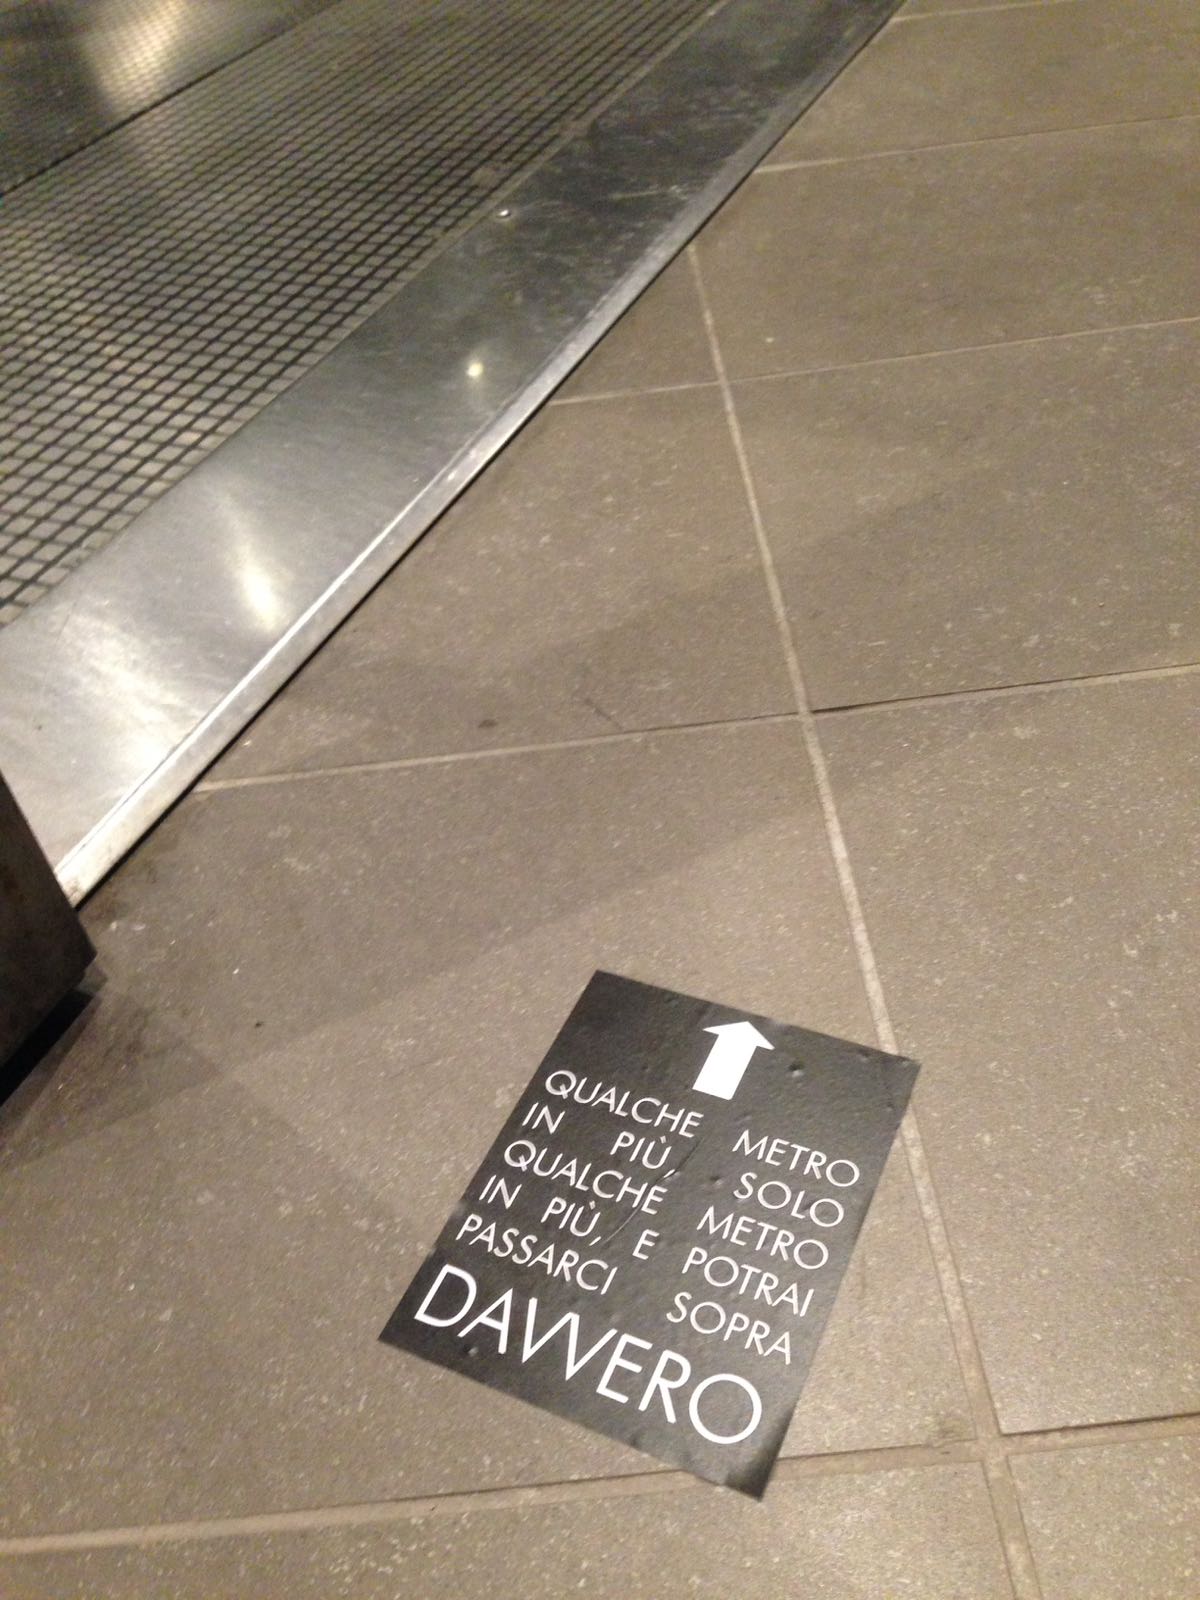 QUALCHE METRO
IN PIÙ, SOLO
QUALCHE METRO
IN PIÙ, E POTRAI
PASSARCI SOPRA
DAVVERO